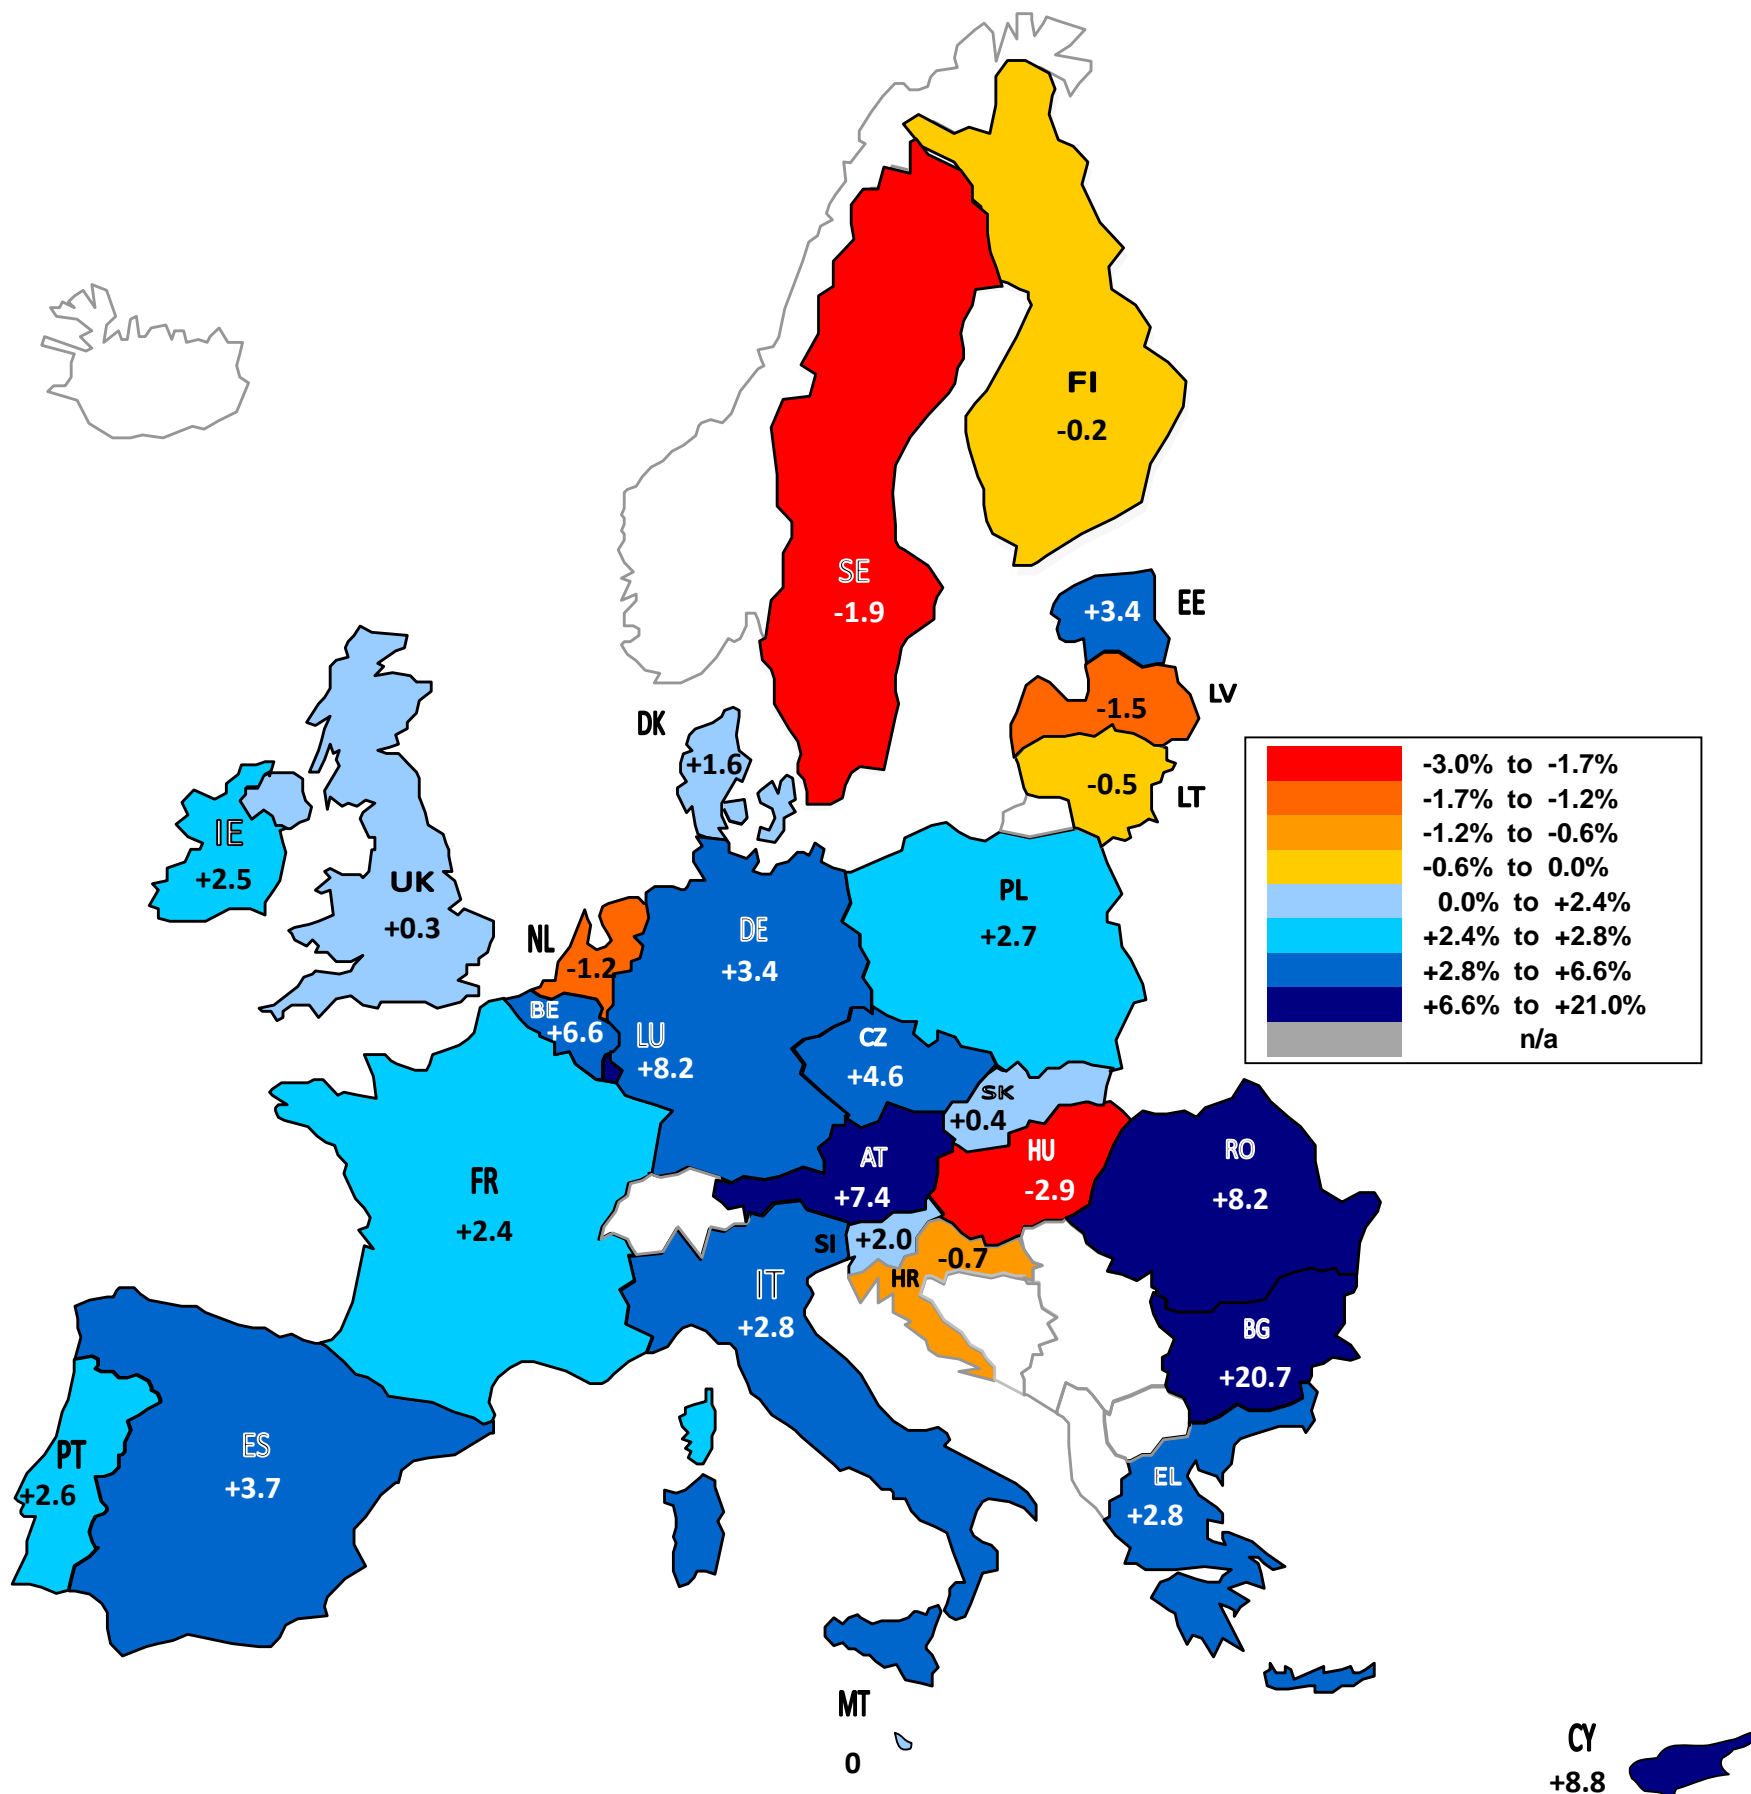 FI
-0.2
SE
-1.9
EE
+3.4
LV
-1.5
DK
+1.6
LT
-0.5
-3.0% to -1.7%
-1.7% to -1.2%
-1.2% to -0.6%
-0.6% to 0.0%
0.0% to +2.4%
+2.4% to +2.8%
+2.8% to +6.6%
+6.6% to +21.0%
n/a
IE
+2.5
UK
+0.3
NL
-1.2
DE
+3.4
PL
+2.7
BE
+6.6
LU
+8.2
CZ
+4.6
SK
+0.4
AT
+7.4
HU
-2.9
RO
+8.2
FR
+2.4
SI
+2.0
HR
-0.7
IT
+2.8
BG
+20.7
PT
+2.6
ES
+3.7
EL
+2.8
MT
0
CY
+8.8